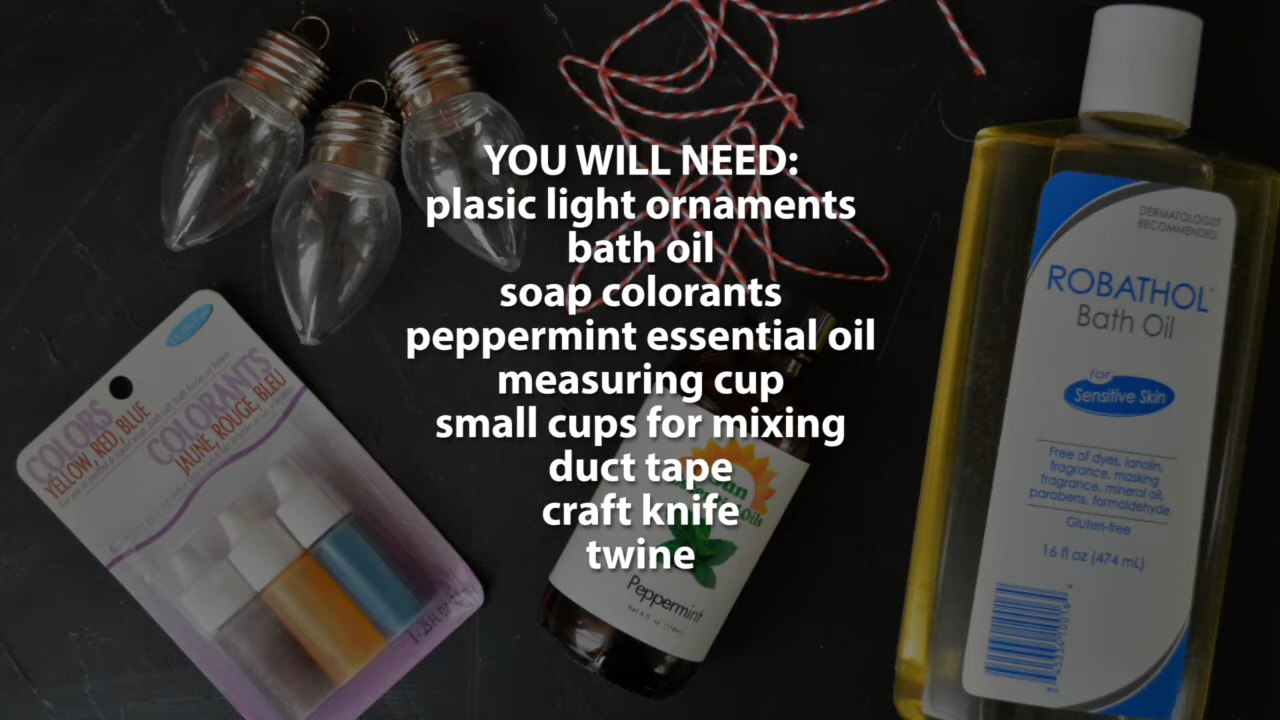 YOU WILL NEED:
plasic light ornaments
bath oil
soap colorants
peppermint essential oil
measuring cup
small cups for mixing
duct tape
craft knife
twine
COLORS
YELLOW, RED, BLUE
COLORANTS
JAUNE, ROUGE, BLEU
Sun
Oils
Peppermint
DERMATOLOGIST
RECOMMENDED
ROBATHOL™
Bath Oil
for
Sensitive Skin
Free of dyes, lanolin,
fragrance, masking
fragrance, mineral oil,
parabens, formaldehyde
Gluten-free
16 fl oz (474 mL)